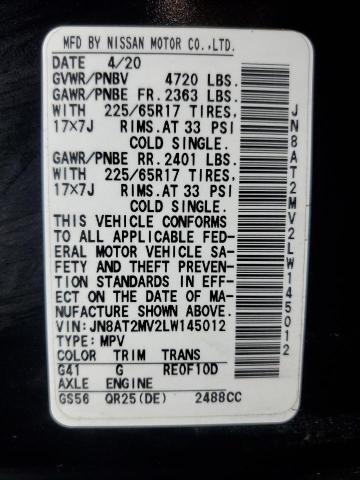 MFD BY NISSAN MOTOR CO.,LTD.
DATE 4/20
GVWR/PNBV 4720 LBS.
GAWR/PNBE FR. 2363 LBS.
WITH 225/65R17 TIRES,
17x7J RIMS.AT 33 PSI
COLD SINGLE.
GAWR/PNBE RR. 2401 LBS.
WITH 225/65R17 TIRES,
17x7J RIMS.AT 33 PSI
COLD SINGLE.
THIS VEHICLE CONFORMS
TO ALL APPLICABLE FED-
ERAL MOTOR VEHICLE SA-
FETY AND THEFT PREVEN-
TION STANDARDS IN EFF-
ECT ON THE DATE OF MA-
NUFACTURE SHOWN ABOVE.
VIN:JN8AT2MV2LW145012
TYPE: MPV
COLOR TRIM TRANS
G41 G RE0F10D
AXLE ENGINE
GS56 QR25(DE) 2488CC
JN8AT2MV2LW145012